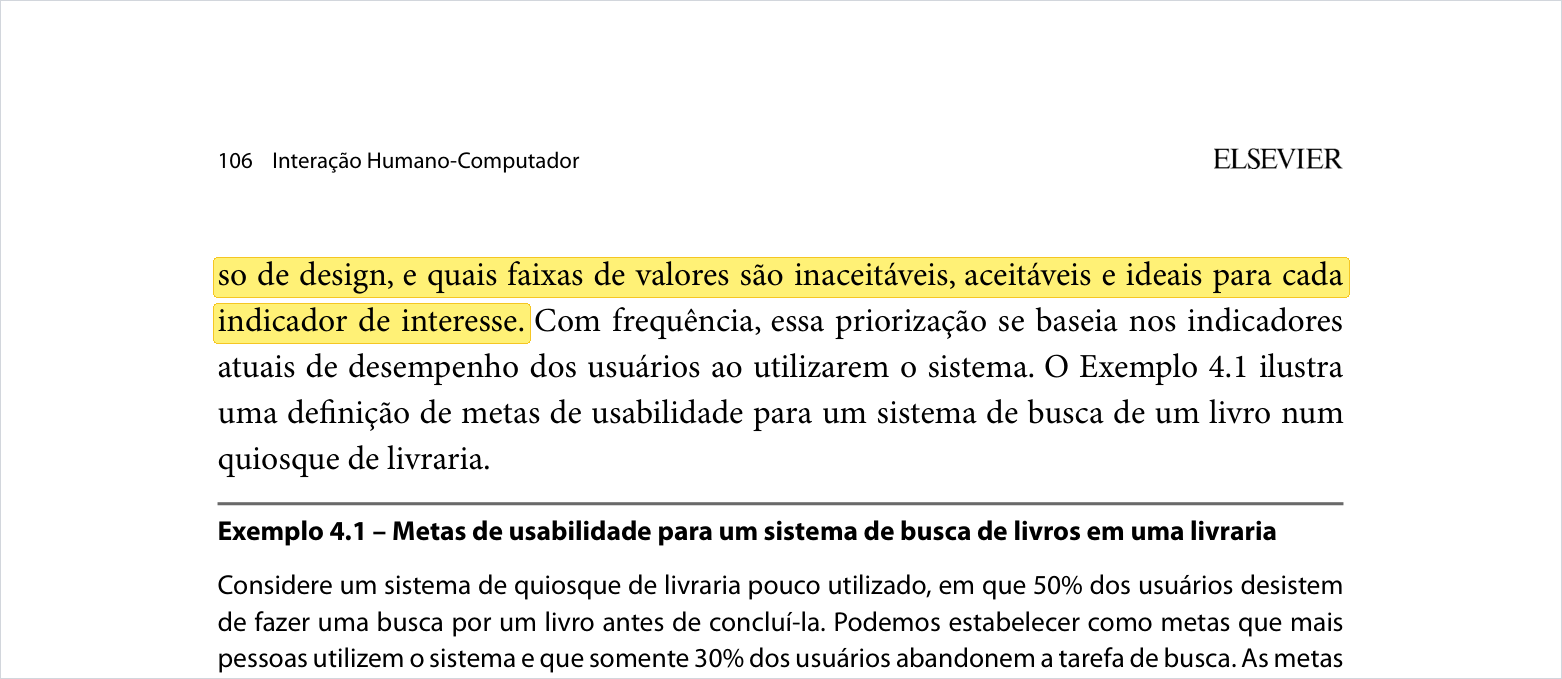 106 Interação Humano-Computador ELSEVIER
so de design, e quais faixas de valores são inaceitáveis, aceitáveis e ideais para cada
indicador de interesse. Com frequência, essa priorização se baseia nos indicadores
atuais de desempenho dos usuários ao utilizarem o sistema. O Exemplo 4.1 ilustra
uma definição de metas de usabilidade para um sistema de busca de um livro num
quiosque de livraria.
Exemplo 4.1 – Metas de usabilidade para um sistema de busca de livros em uma livraria
Considere um sistema de quiosque de livraria pouco utilizado, em que 50% dos usuários desistem
de fazer uma busca por um livro antes de concluí-la. Podemos estabelecer como metas que mais
pessoas utilizem o sistema e que somente 30% dos usuários abandonem a tarefa de busca. As metas